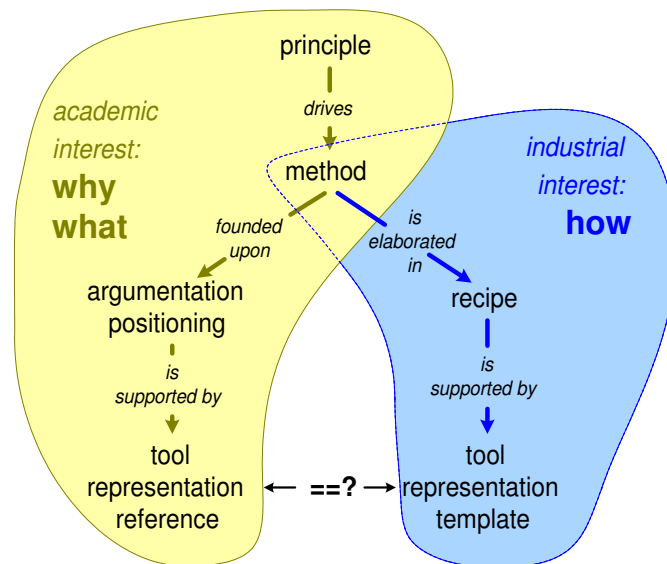 principle
drives
academic
interest:
why
what
method
industrial
interest:
how
founded
upon
is
elaborated
in
argumentation
positioning
recipe
is
supported by
is
supported by
tool
representation
reference
==?
tool
representation
template